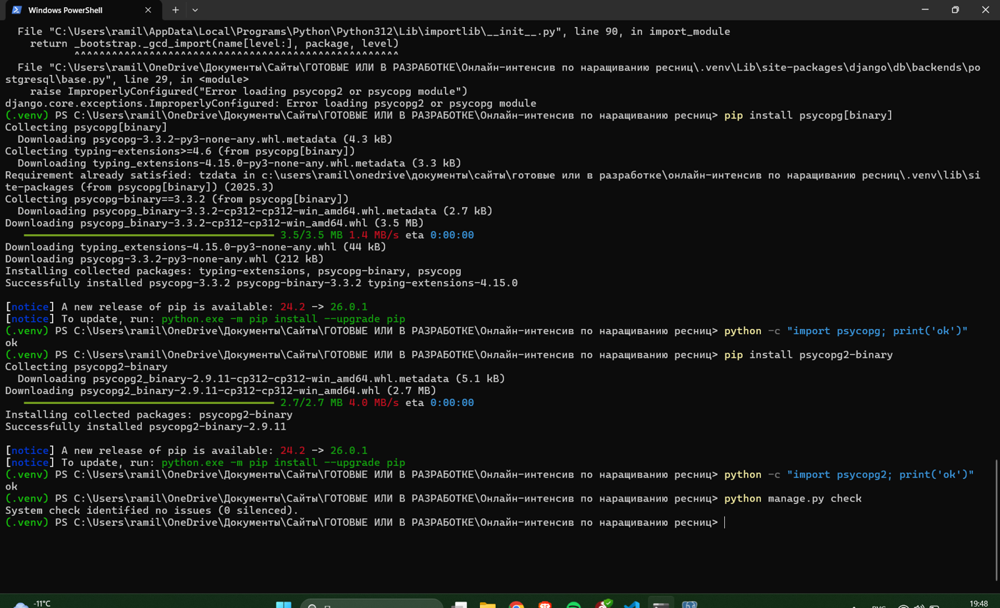 Windows PowerShell
File "C:\Users\ramil\AppData\Local\Programs\Python\Python312\Lib\importlib\__init__.py", line 90, in import_module
return _bootstrap._gcd_import(name[level:], package, level)
^^^^^^^^^^^^^^^^^^^^^^^^^^^^^^^^^^^^^^^^^^^^^^^^^^^^
File "C:\Users\ramil\OneDrive\Документы\Сайты\ГОТОВЫЕ ИЛИ В РАЗРАБОТКЕ\Онлайн-интенсив по наращиванию ресниц\.venv\Lib\site-packages\django\db\backends\po
stgresql\base.py", line 29, in <module>
raise ImproperlyConfigured("Error loading psycopg2 or psycopg module")
django.core.exceptions.ImproperlyConfigured: Error loading psycopg2 or psycopg module
(.venv) PS C:\Users\ramil\OneDrive\Документы\Сайты\ГОТОВЫЕ ИЛИ В РАЗРАБОТКЕ\Онлайн-интенсив по наращиванию ресниц> pip install psycopg[binary]
Collecting psycopg[binary]
Downloading psycopg-3.3.2-py3-none-any.whl.metadata (4.3 kB)
Collecting typing-extensions>=4.6 (from psycopg[binary])
Downloading typing_extensions-4.15.0-py3-none-any.whl.metadata (3.3 kB)
Requirement already satisfied: tzdata in c:\users\ramil\onedrive\документы\сайты\готовые или в разработке\онлайн-интенсив по наращиванию ресниц\.venv\lib\si
te-packages (from psycopg[binary]) (2025.3)
Collecting psycopg-binary==3.3.2 (from psycopg[binary])
Downloading psycopg_binary-3.3.2-cp312-cp312-win_amd64.whl.metadata (2.7 kB)
Downloading psycopg_binary-3.3.2-cp312-cp312-win_amd64.whl (3.5 MB)
3.5/3.5 MB 1.4 MB/s eta 0:00:00
Downloading typing_extensions-4.15.0-py3-none-any.whl (44 kB)
Downloading psycopg-3.3.2-py3-none-any.whl (212 kB)
Installing collected packages: typing-extensions, psycopg-binary, psycopg
Successfully installed psycopg-3.3.2 psycopg-binary-3.3.2 typing-extensions-4.15.0
[notice] A new release of pip is available: 24.2 -> 26.0.1
[notice] To update, run: python.exe -m pip install --upgrade pip
(.venv) PS C:\Users\ramil\OneDrive\Документы\Сайты\ГОТОВЫЕ ИЛИ В РАЗРАБОТКЕ\Онлайн-интенсив по наращиванию ресниц> python -c "import psycopg; print('ok')"
ok
(.venv) PS C:\Users\ramil\OneDrive\Документы\Сайты\ГОТОВЫЕ ИЛИ В РАЗРАБОТКЕ\Онлайн-интенсив по наращиванию ресниц> pip install psycopg2-binary
Collecting psycopg2-binary
Downloading psycopg2_binary-2.9.11-cp312-cp312-win_amd64.whl.metadata (5.1 kB)
Downloading psycopg2_binary-2.9.11-cp312-cp312-win_amd64.whl (2.7 MB)
2.7/2.7 MB 4.0 MB/s eta 0:00:00
Installing collected packages: psycopg2-binary
Successfully installed psycopg2-binary-2.9.11
[notice] A new release of pip is available: 24.2 -> 26.0.1
[notice] To update, run: python.exe -m pip install --upgrade pip
(.venv) PS C:\Users\ramil\OneDrive\Документы\Сайты\ГОТОВЫЕ ИЛИ В РАЗРАБОТКЕ\Онлайн-интенсив по наращиванию ресниц> python -c "import psycopg2; print('ok')"
ok
(.venv) PS C:\Users\ramil\OneDrive\Документы\Сайты\ГОТОВЫЕ ИЛИ В РАЗРАБОТКЕ\Онлайн-интенсив по наращиванию ресниц> python manage.py check
System check identified no issues (0 silenced).
(.venv) PS C:\Users\ramil\OneDrive\Документы\Сайты\ГОТОВЫЕ ИЛИ В РАЗРАБОТКЕ\Онлайн-интенсив по наращиванию ресниц>
-11°C
19:48